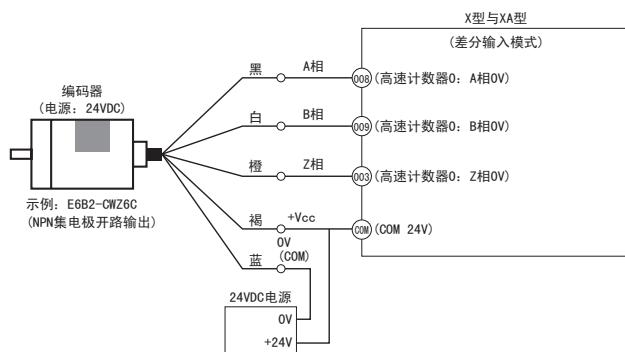 X型与XA型
(差分输入模式)
编码器
(电源: 24VDC)
示例: E6B2-CWZ6C
(NPN集电极开路输出)
黑 A相 008 (高速计数器0: A相0V)
白 B相 009 (高速计数器0: B相0V)
橙 Z相 003 (高速计数器0: Z相0V)
褐 +Vcc COM (COM 24V)
0V
蓝 (COM)
24VDC电源
0V
+24V